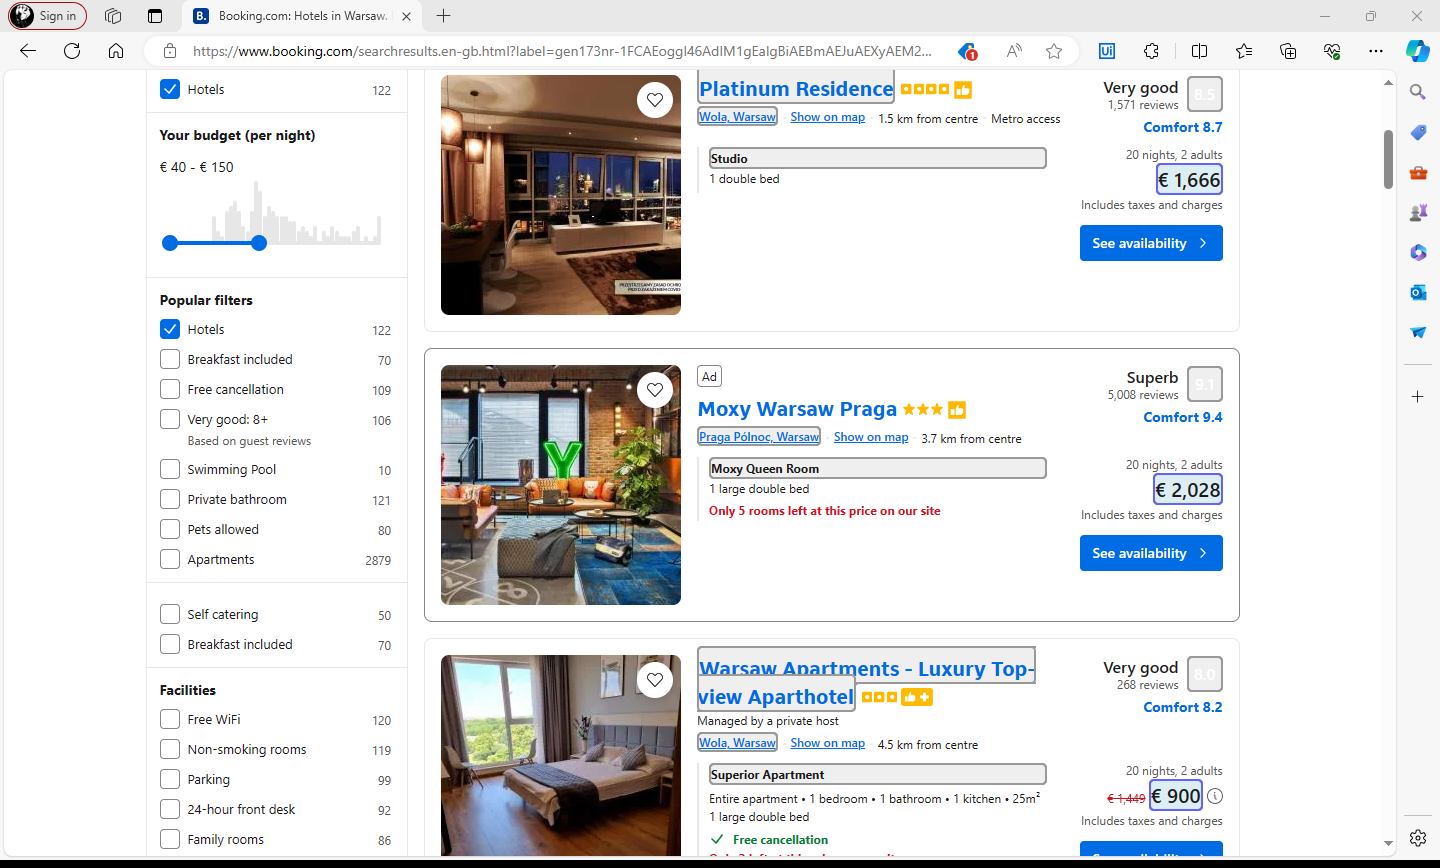 Sign in
Booking.com: Hotels in Warsaw.
https://www.booking.com/searchresults.en-gb.html?label=gen173nr-1FCAEoggI46AdIM1gEaIgBiAEBmAEJuAEXyAEM2...
1
Ui
Hotels 122
Your budget (per night)
€ 40 - € 150
Popular filters
Hotels 122
Breakfast included 70
Free cancellation 109
Very good: 8+ 106
Based on guest reviews
Swimming Pool 10
Private bathroom 121
Pets allowed 80
Apartments 2879
Self catering 50
Breakfast included 70
Facilities
Free WiFi 120
Non-smoking rooms 119
Parking 99
24-hour front desk 92
Family rooms 86
Platinum Residence
Wola, Warsaw Show on map 1.5 km from centre Metro access
Studio
1 double bed
Very good 8.5
1,571 reviews
Comfort 8.7
20 nights, 2 adults
€ 1,666
Includes taxes and charges
See availability
Ad
Moxy Warsaw Praga
Praga Północ, Warsaw Show on map 3.7 km from centre
Moxy Queen Room
1 large double bed
Only 5 rooms left at this price on our site
Superb 9.1
5,008 reviews
Comfort 9.4
20 nights, 2 adults
€ 2,028
Includes taxes and charges
See availability
Warsaw Apartments - Luxury Top-
view Aparthotel
Managed by a private host
Wola, Warsaw Show on map 4.5 km from centre
Superior Apartment
Entire apartment • 1 bedroom • 1 bathroom • 1 kitchen • 25m²
1 large double bed
Free cancellation
Very good 8.0
268 reviews
Comfort 8.2
20 nights, 2 adults
€ 1,449 € 900
Includes taxes and charges